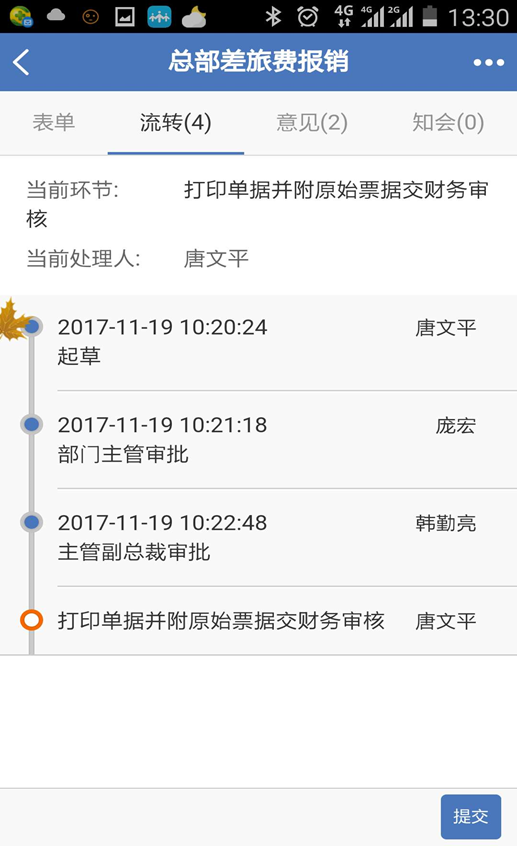 4G 4G 2G 13:30
总部差旅费报销
表单 流转(4) 意见(2) 知会(0)
当前环节: 打印单据并附原始票据交财务审
核
当前处理人: 唐文平
2017-11-19 10:20:24 唐文平
起草
2017-11-19 10:21:18 庞宏
部门主管审批
2017-11-19 10:22:48 韩勤亮
主管副总裁审批
打印单据并附原始票据交财务审核 唐文平
提交